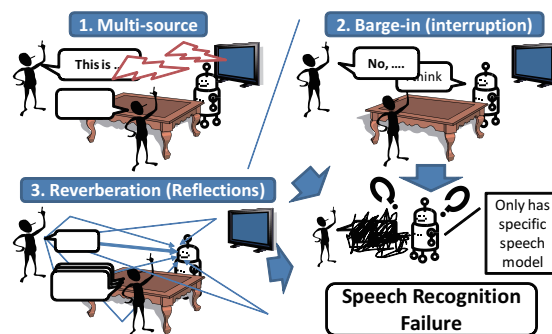 1. Multi-source
This is ..
2. Barge-in (interruption)
No, ....
think
3. Reverberation (Reflections)
Only has
specific
speech
model
Speech Recognition
Failure